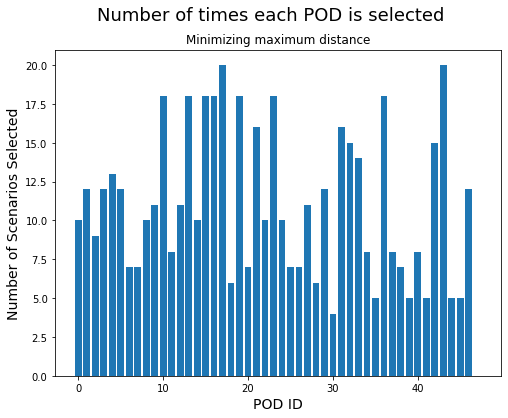 Number of times each POD is selected
Minimizing maximum distance
20.0
17.5
15.0
12.5
10.0
7.5
5.0
2.5
0.0
Number of Scenarios Selected
0 10 20 30 40
POD ID